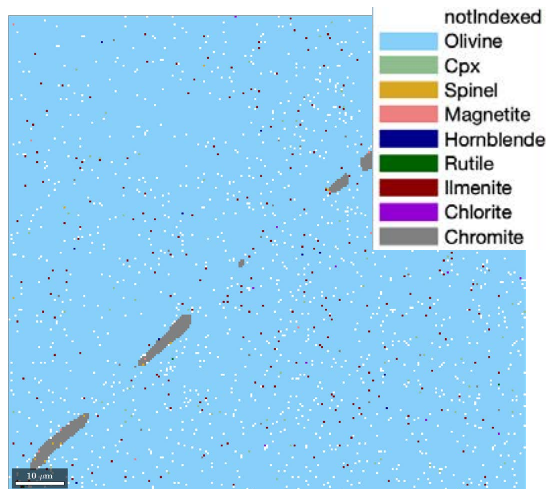 notIndexed
Olivine
Cpx
Spinel
Magnetite
Hornblende
Rutile
Ilmenite
Chlorite
Chromite
10 µm